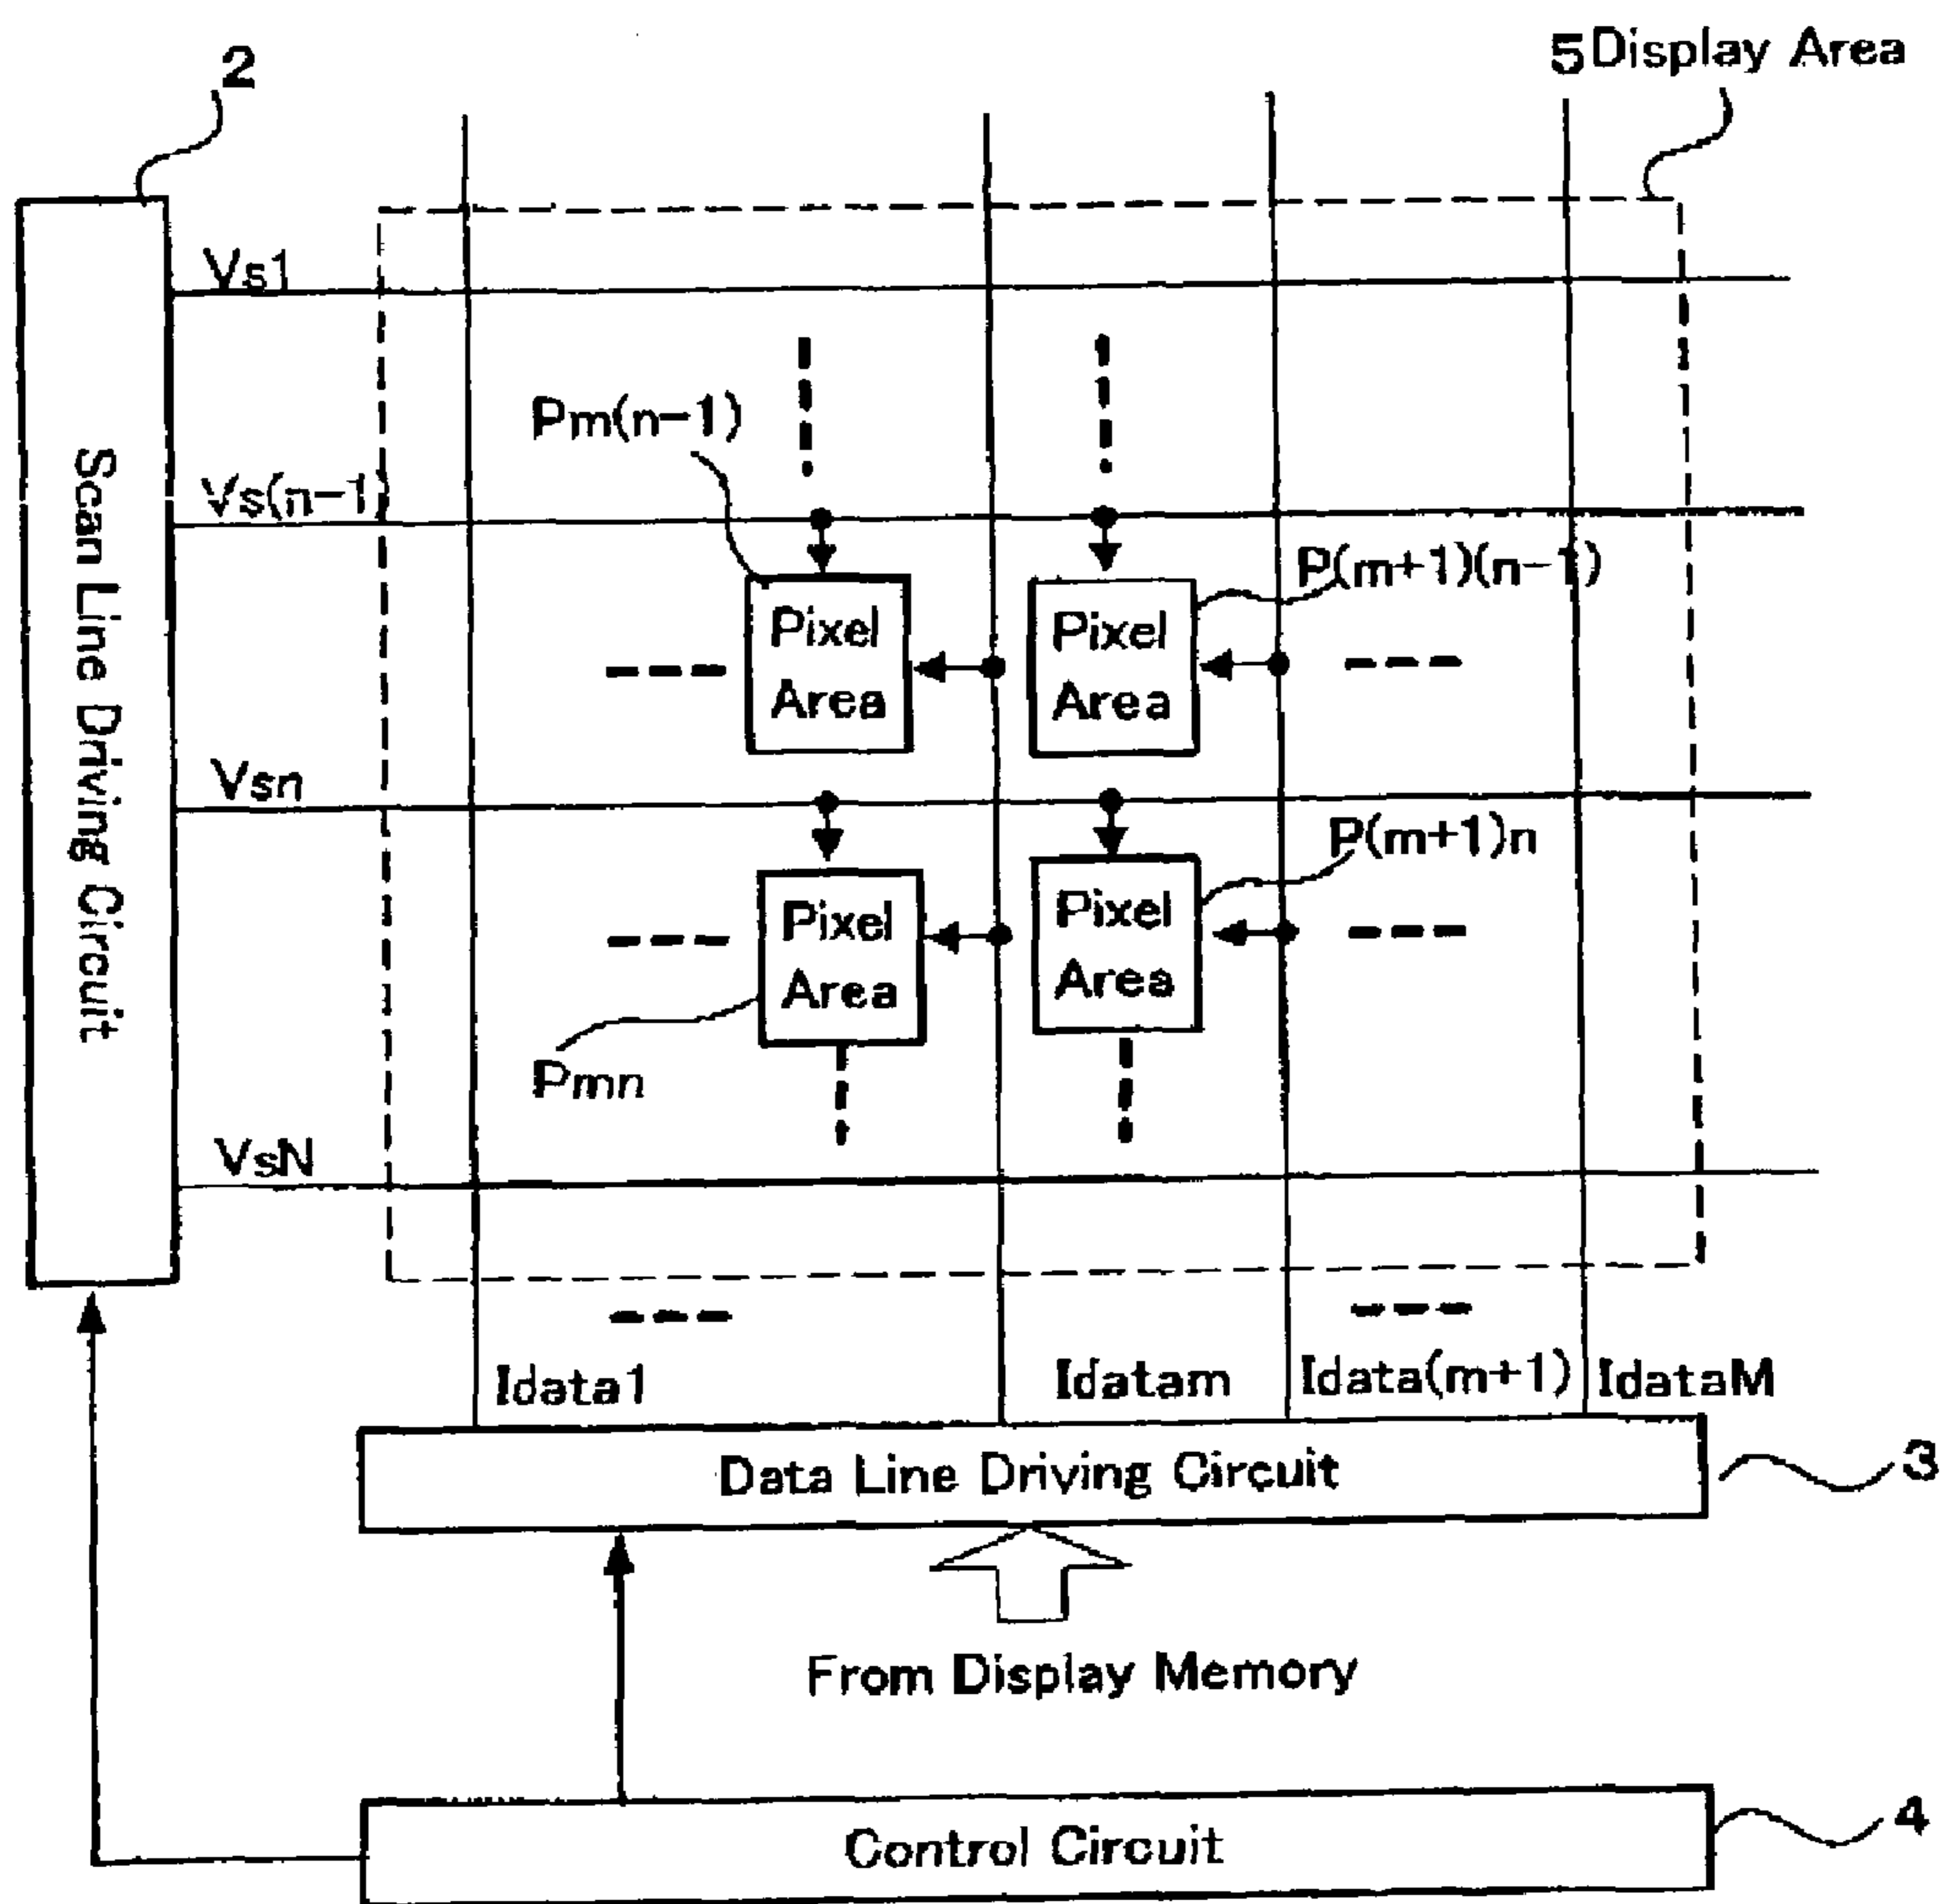 2
5 Display Area
Vs1
Pm(n-1)
Vs(n-1)
P(m+1)(n-1)
Pixel
Area
Pixel
Area
Scan Line Driving Circuit
Vsn
P(m+1)n
Pixel
Area
Pixel
Area
Pmn
VsN
Idata1
Idatam
Idata(m+1)
IdataM
Data Line Driving Circuit
3
From Display Memory
Control Circuit
4